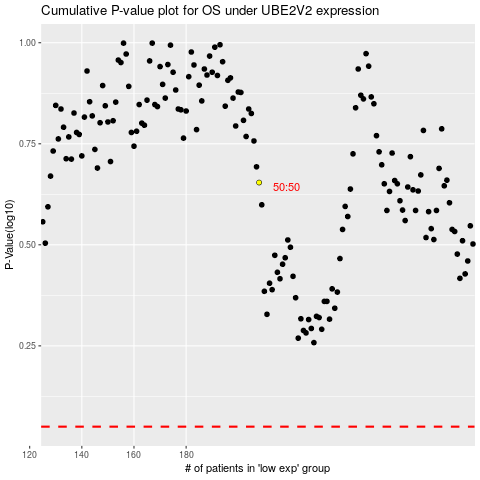 Cumulative P-value plot for OS under UBE2V2 expression
P-Value(log10)
1.00
0.75
0.50
0.25
50:50
120 140 160 180
# of patients in 'low exp' group